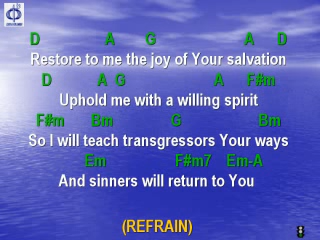 D A G A D
Restore to me the joy of Your salvation
D A G A F#m
Uphold me with a willing spirit
F#m Bm G Bm
So I will teach transgressors Your ways
Em F#m7 Em-A
And sinners will return to You
(REFRAIN)